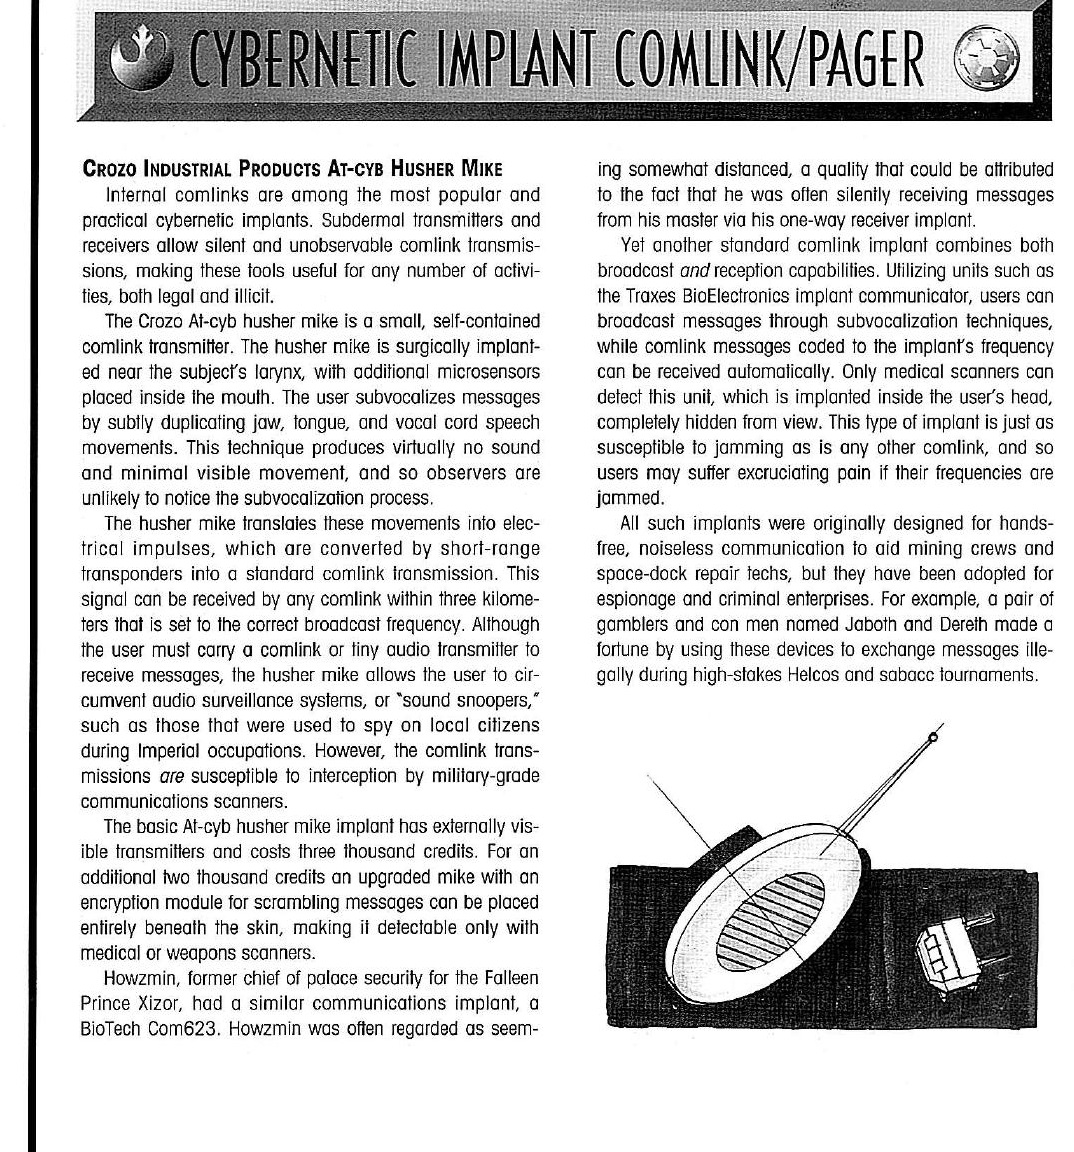 CYBERNETIC IMPLANT COMLINK/PAGER
CROZO INDUSTRIAL PRODUCTS AT-CYB HUSHER MIKE
Internal comlinks are among the most popular and
practical cybernetic implants. Subdermal transmitters and
receivers allow silent and unobservable comlink transmis-
sions, making these tools useful for any number of activi-
ties, both legal and illicit.
The Crozo At-cyb husher mike is a small, self-contained
comlink transmitter. The husher mike is surgically implant-
ed near the subject's larynx, with additional microsensors
placed inside the mouth. The user subvocalizes messages
by subtly duplicating jaw, tongue, and vocal cord speech
movements. This technique produces virtually no sound
and minimal visible movement, and so observers are
unlikely to notice the subvocalization process.
The husher mike translates these movements into elec-
trical impulses, which are converted by short-range
transponders into a standard comlink transmission. This
signal can be received by any comlink within three kilome-
ters that is set to the correct broadcast frequency. Although
the user must carry a comlink or tiny audio transmitter to
receive messages, the husher mike allows the user to cir-
cumvent audio surveillance systems, or "sound snoopers,"
such as those that were used to spy on local citizens
during Imperial occupations. However, the comlink trans-
missions are susceptible to interception by military-grade
communications scanners.
The basic At-cyb husher mike implant has externally vis-
ible transmitters and costs three thousand credits. For an
additional two thousand credits an upgraded mike with an
encryption module for scrambling messages can be placed
entirely beneath the skin, making it detectable only with
medical or weapons scanners.
Howzmin, former chief of palace security for the Falleen
Prince Xizor, had a similar communications implant, a
BioTech Com623. Howzmin was often regarded as seem-
ing somewhat distanced, a quality that could be attributed
to the fact that he was often silently receiving messages
from his master via his one-way receiver implant.
Yet another standard comlink implant combines both
broadcast and reception capabilities. Utilizing units such as
the Traxes BioElectronics implant communicator, users can
broadcast messages through subvocalization techniques,
while comlink messages coded to the implant's frequency
can be received automatically. Only medical scanners can
detect this unit, which is implanted inside the user's head,
completely hidden from view. This type of implant is just as
susceptible to jamming as is any other comlink, and so
users may suffer excruciating pain if their frequencies are
jammed.
All such implants were originally designed for hands-
free, noiseless communication to aid mining crews and
space-dock repair techs, but they have been adopted for
espionage and criminal enterprises. For example, a pair of
gamblers and con men named Jaboth and Dereth made a
fortune by using these devices to exchange messages ille-
gally during high-stakes Helcos and sabacc tournaments.